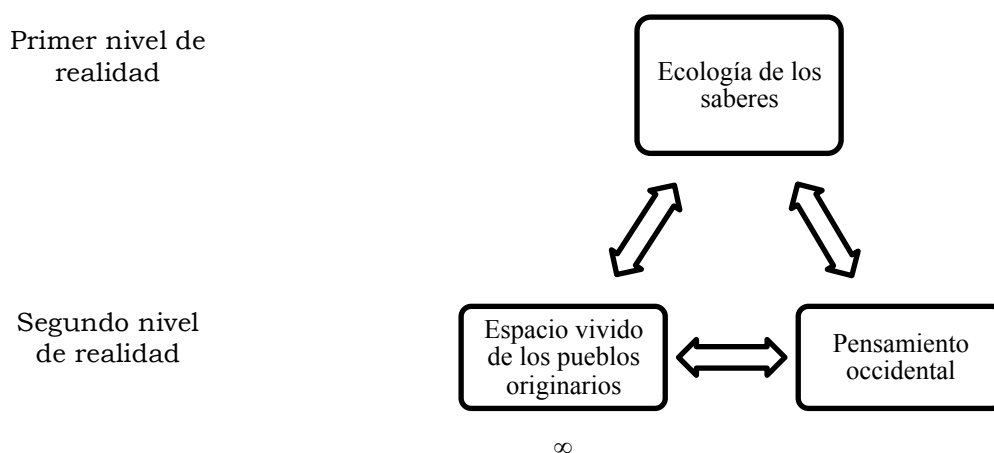 Primer nivel de
realidad
Ecología de los
saberes
Segundo nivel
de realidad
Espacio vivido
de los pueblos
originarios
Pensamiento
occidental
∞